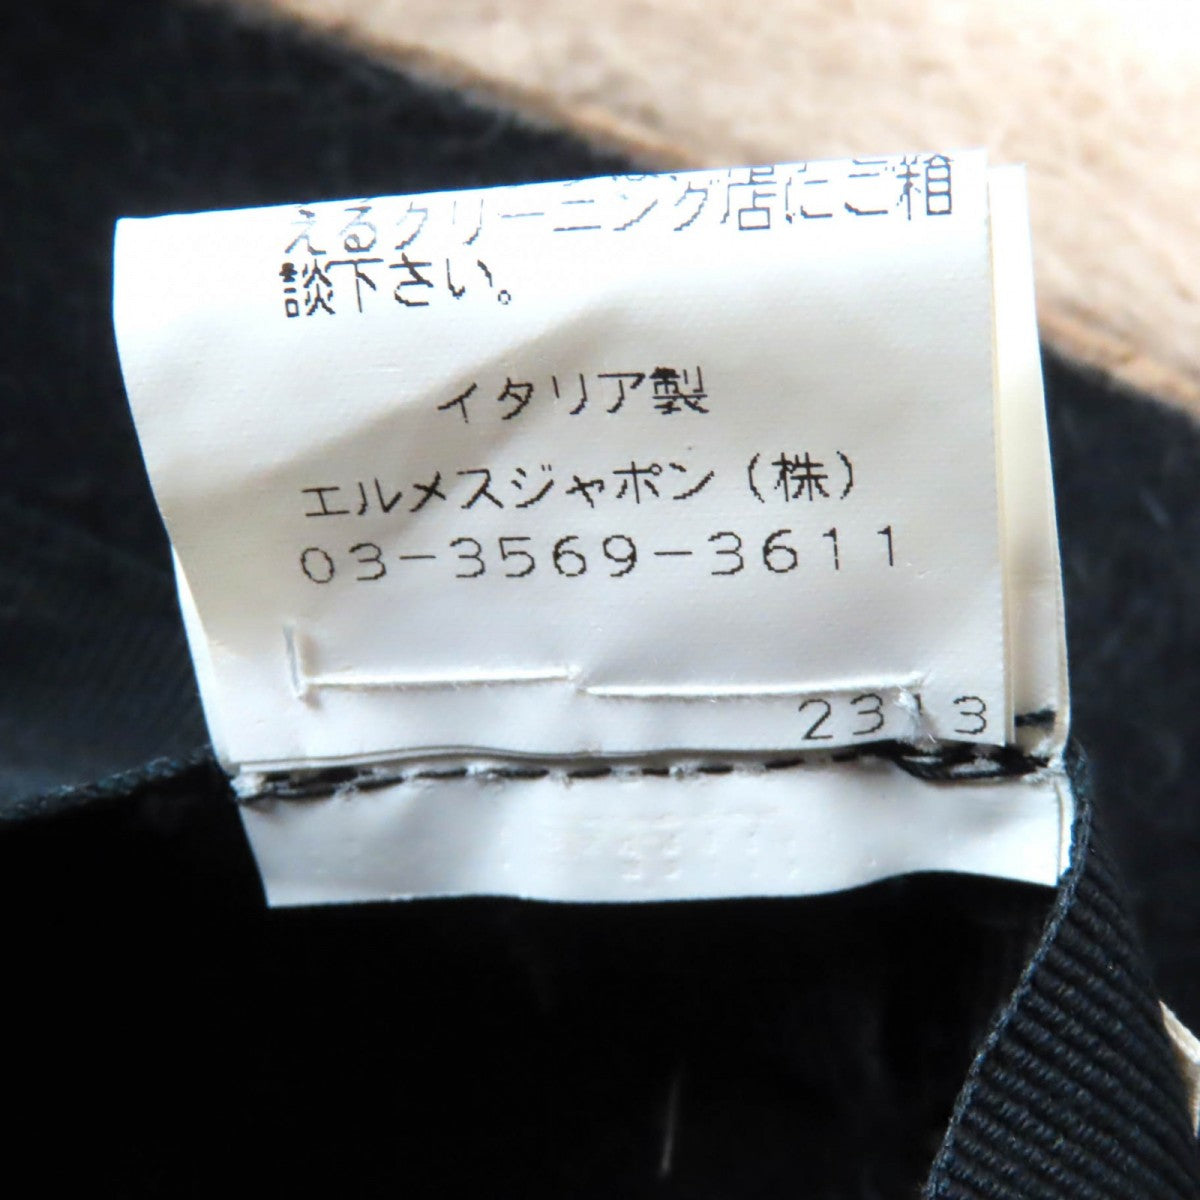 えるクリーニング店にご相
談下さい。
イタリア製
エルメスジャポン(株)
03-3569-3611
2313